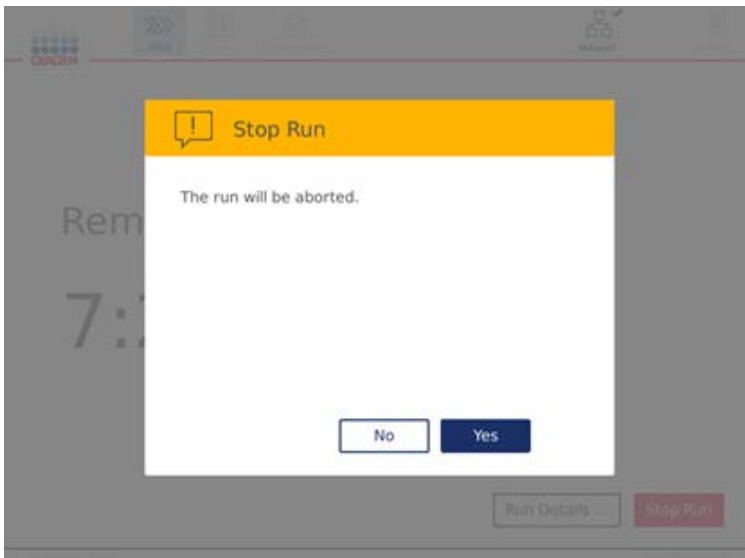 QIAGEN
Stop Run
The run will be aborted.
Rem
7:
No
Yes
Run Details ...
Stop Run